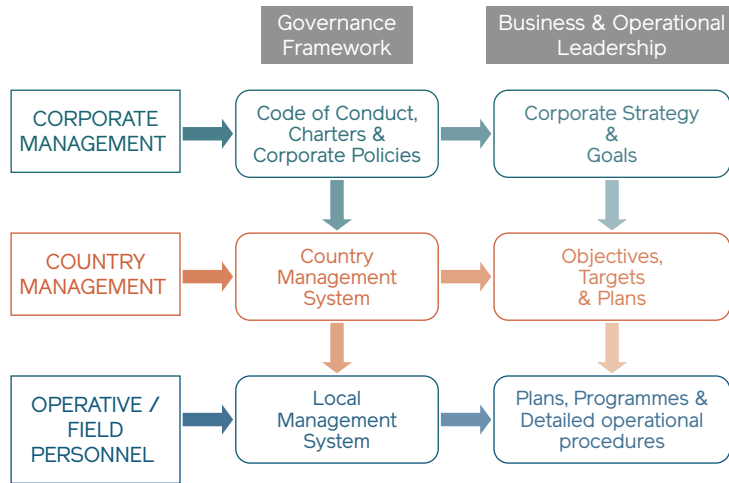 Governance
Framework
Business & Operational
Leadership
CORPORATE
MANAGEMENT
Code of Conduct,
Charters &
Corporate Policies
Corporate Strategy
&
Goals
COUNTRY
MANAGEMENT
Country
Management
System
Objectives,
Targets
& Plans
OPERATIVE /
FIELD
PERSONNEL
Local
Management
System
Plans, Programmes &
Detailed operational
procedures